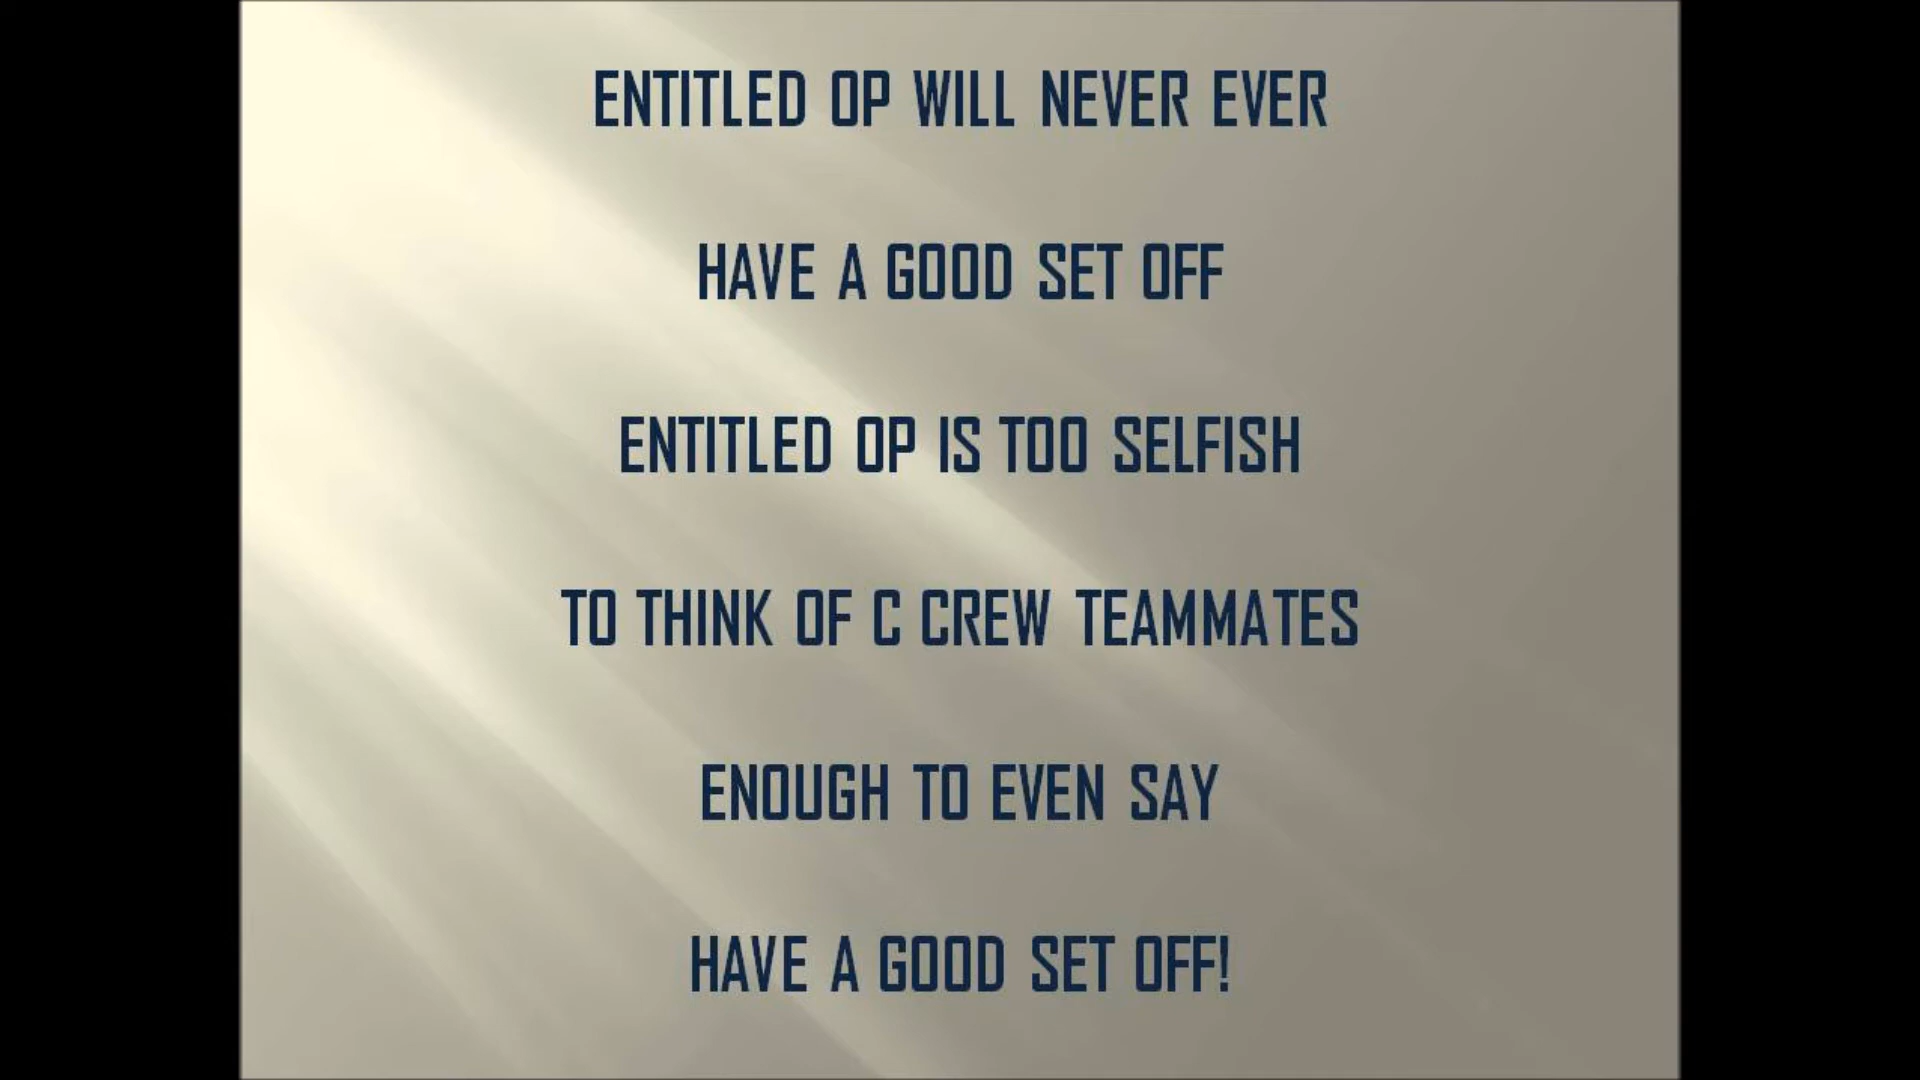 ENTITLED OP WILL NEVER EVER
HAVE A GOOD SET OFF
ENTITLED OP IS TOO SELFISH
TO THINK OF C CREW TEAMMATES
ENOUGH TO EVEN SAY
HAVE A GOOD SET OFF!